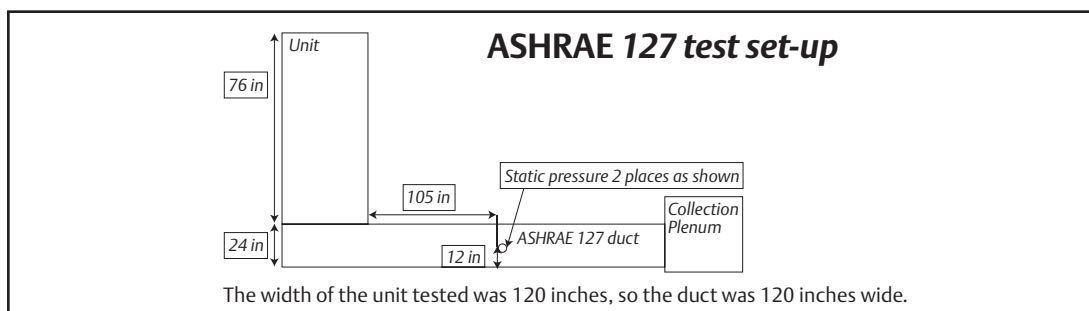 ASHRAE 127 test set-up
Unit
76 in
Static pressure 2 places as shown
105 in
Collection
Plenum
24 in
ASHRAE 127 duct
12 in
The width of the unit tested was 120 inches, so the duct was 120 inches wide.